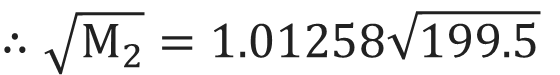 ∴ √M₂ = 1.01258√199.5